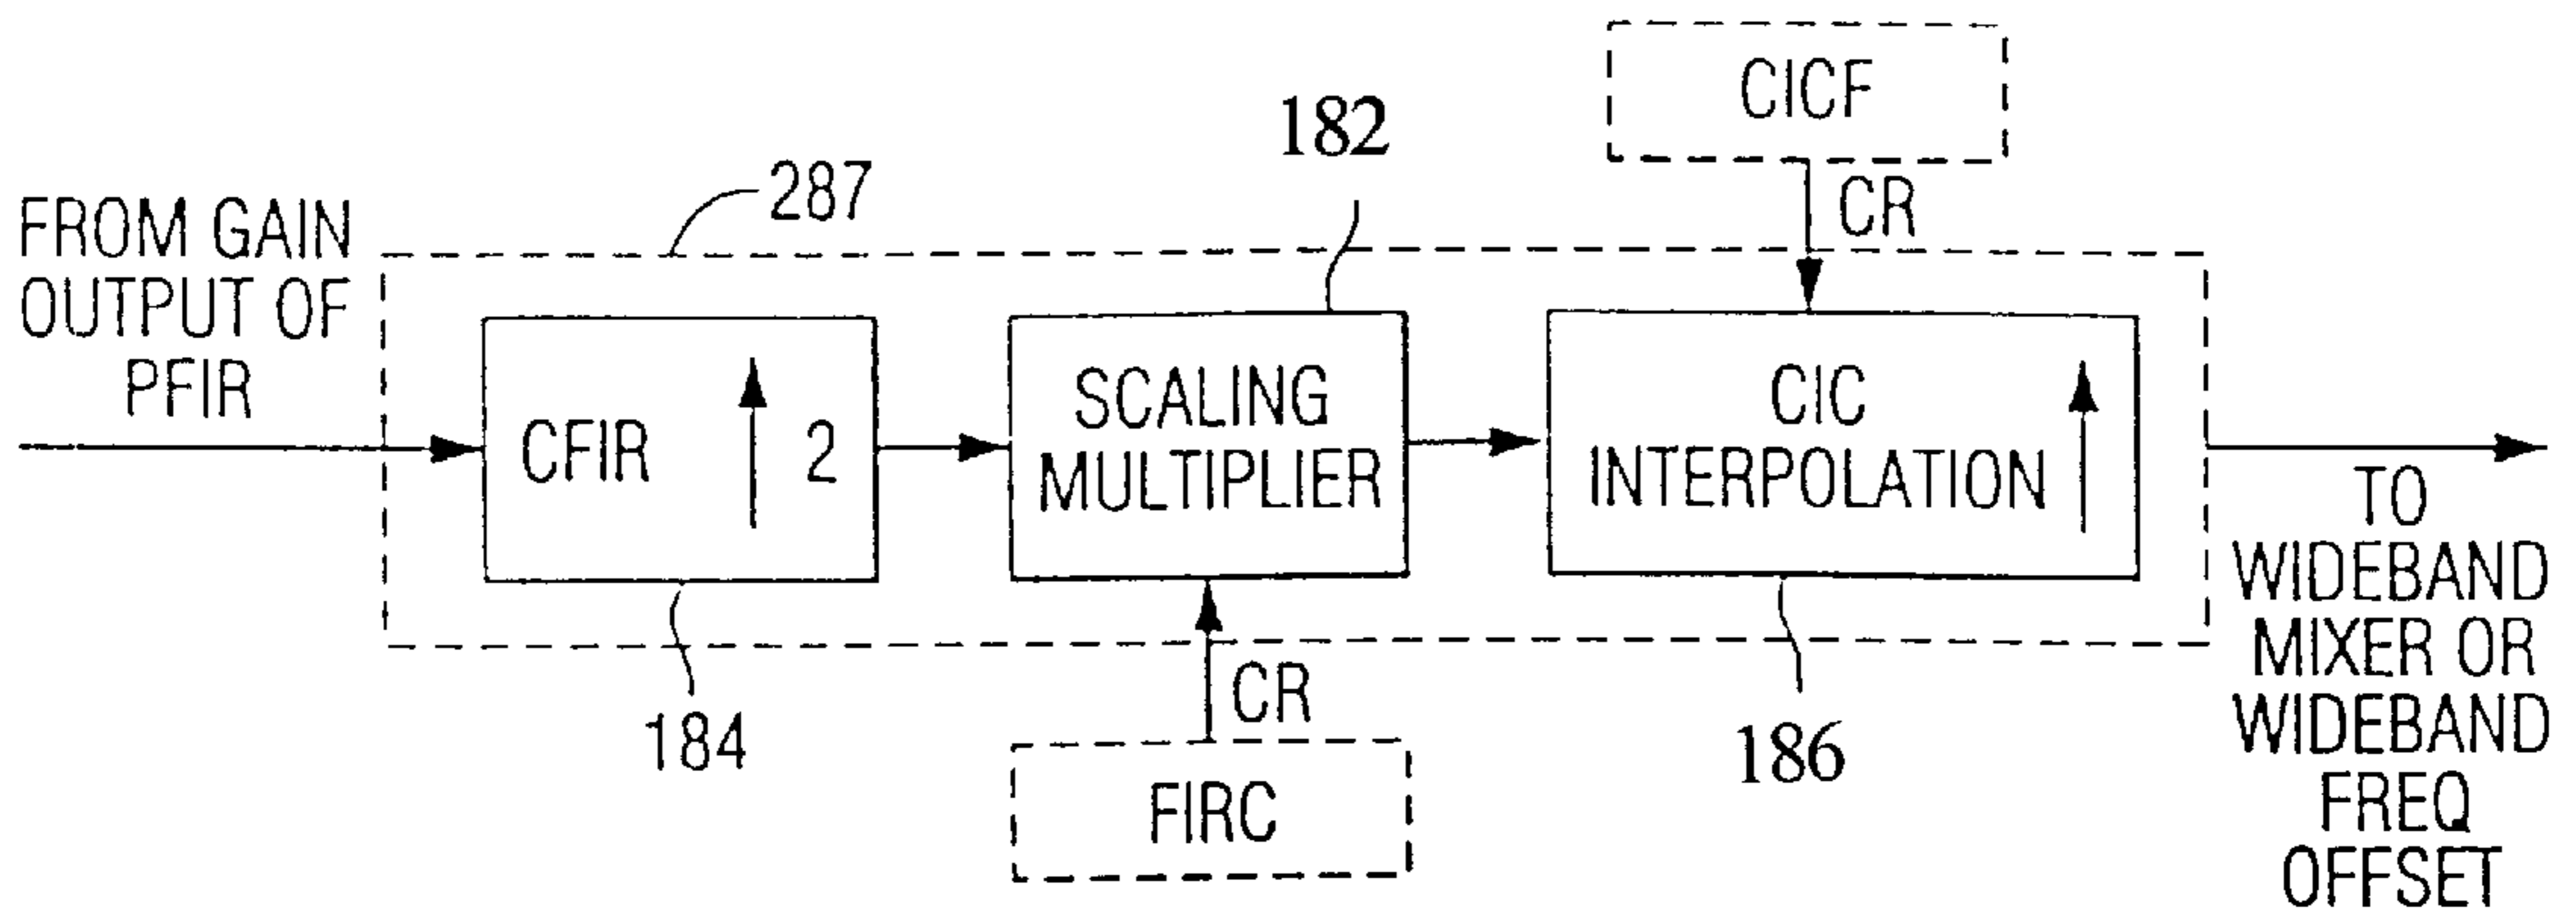 FROM GAIN
OUTPUT OF
PFIR
287
182
CICF
CR
CFIR 2
SCALING
MULTIPLIER
CIC
INTERPOLATION
184
CR
FIRC
186
TO
WIDEBAND
MIXER OR
WIDEBAND
FREQ
OFFSET